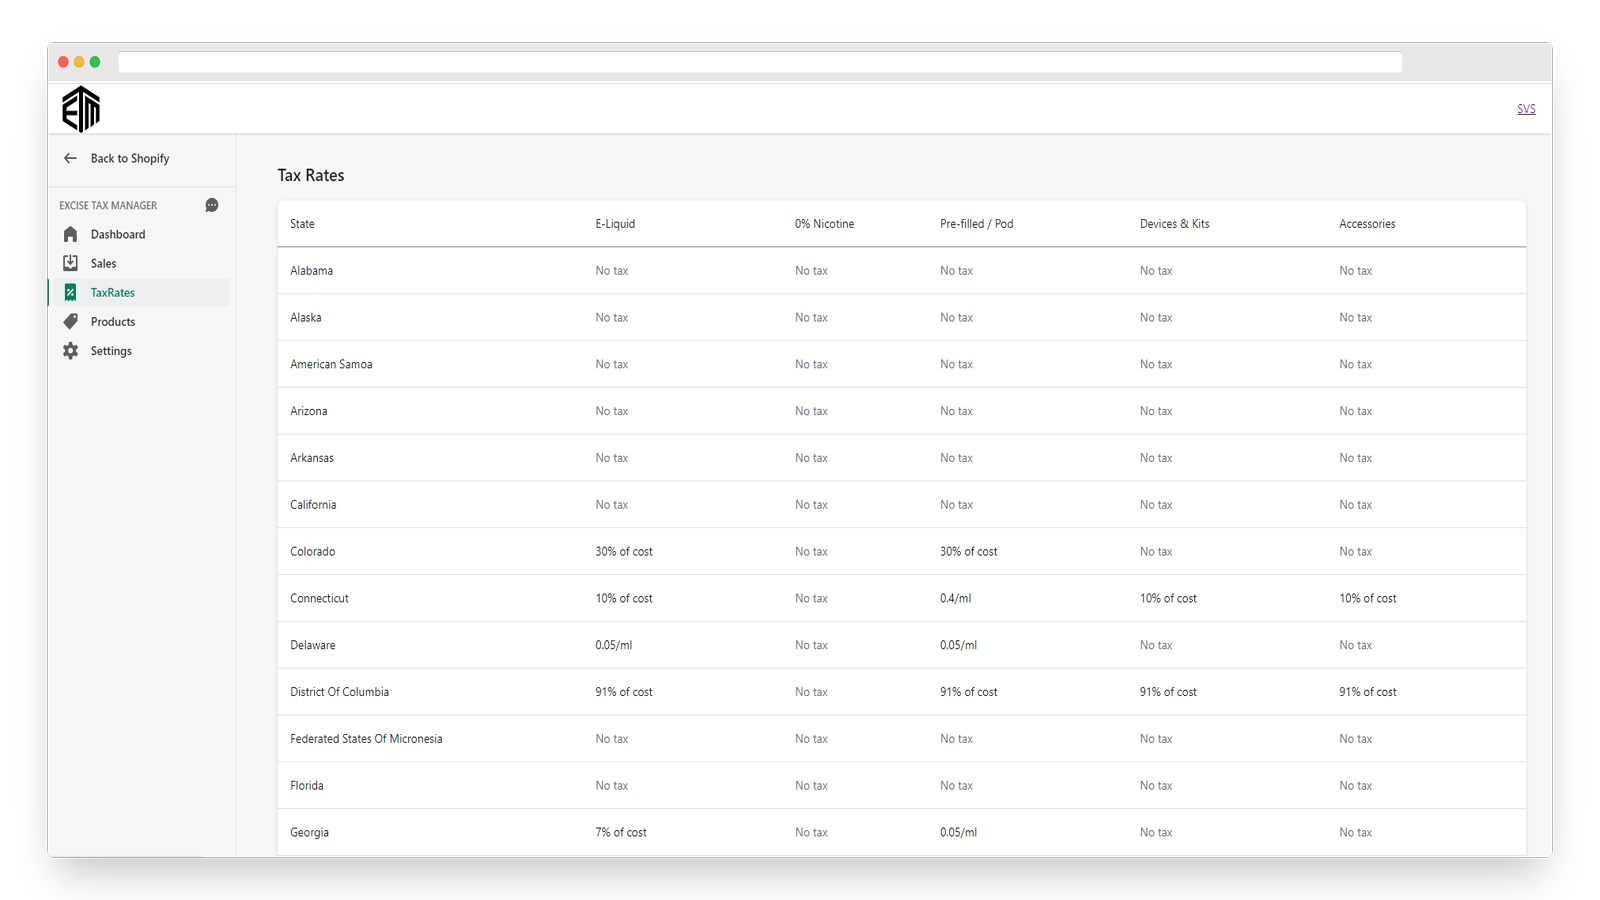 ETM
SVS
Back to Shopify
EXCISE TAX MANAGER
Dashboard
Sales
TaxRates
Products
Settings
Tax Rates
State E-Liquid 0% Nicotine Pre-filled / Pod Devices & Kits Accessories
Alabama No tax No tax No tax No tax No tax
Alaska No tax No tax No tax No tax No tax
American Samoa No tax No tax No tax No tax No tax
Arizona No tax No tax No tax No tax No tax
Arkansas No tax No tax No tax No tax No tax
California No tax No tax No tax No tax No tax
Colorado 30% of cost No tax 30% of cost No tax No tax
Connecticut 10% of cost No tax 0.4/ml 10% of cost 10% of cost
Delaware 0.05/ml No tax 0.05/ml No tax No tax
District Of Columbia 91% of cost No tax 91% of cost 91% of cost 91% of cost
Federated States Of Micronesia No tax No tax No tax No tax No tax
Florida No tax No tax No tax No tax No tax
Georgia 7% of cost No tax 0.05/ml No tax No tax